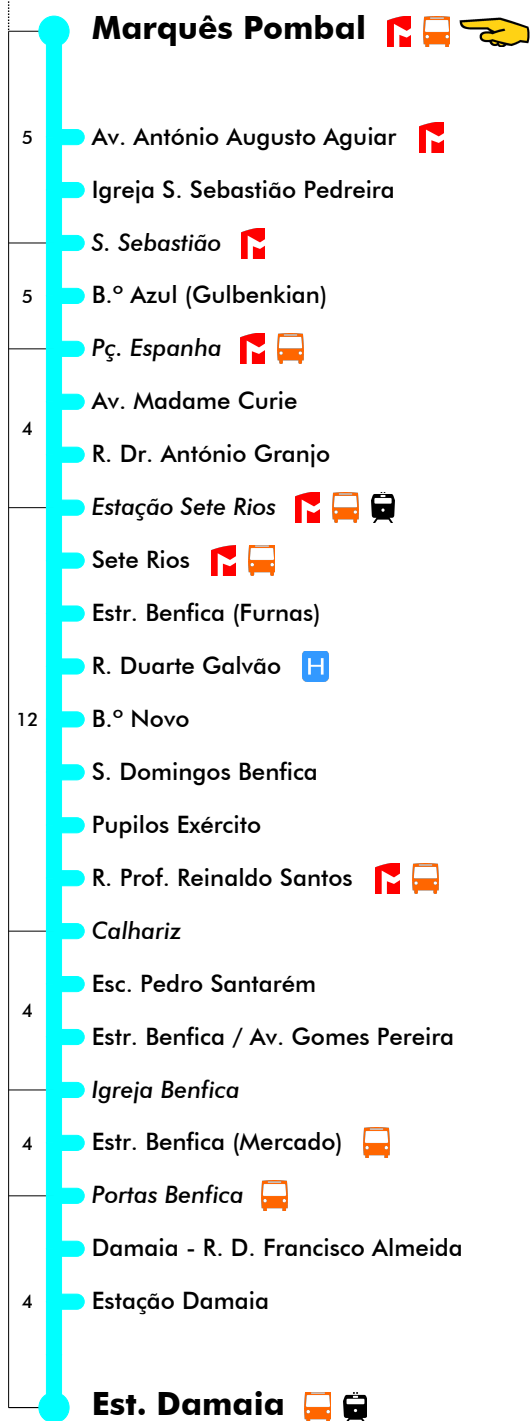 Marquês Pombal
5
Av. António Augusto Aguiar
Igreja S. Sebastião Pedreira
S. Sebastião
5
B.º Azul (Gulbenkian)
Pç. Espanha
Av. Madame Curie
4
R. Dr. António Granjo
Estação Sete Rios
Sete Rios
Estr. Benfica (Furnas)
R. Duarte Galvão H
12
B.º Novo
S. Domingos Benfica
Pupilos Exército
R. Prof. Reinaldo Santos
Calhariz
Esc. Pedro Santarém
4
Estr. Benfica / Av. Gomes Pereira
Igreja Benfica
4
Estr. Benfica (Mercado)
Portas Benfica
Damaia - R. D. Francisco Almeida
4
Estação Damaia
Est. Damaia